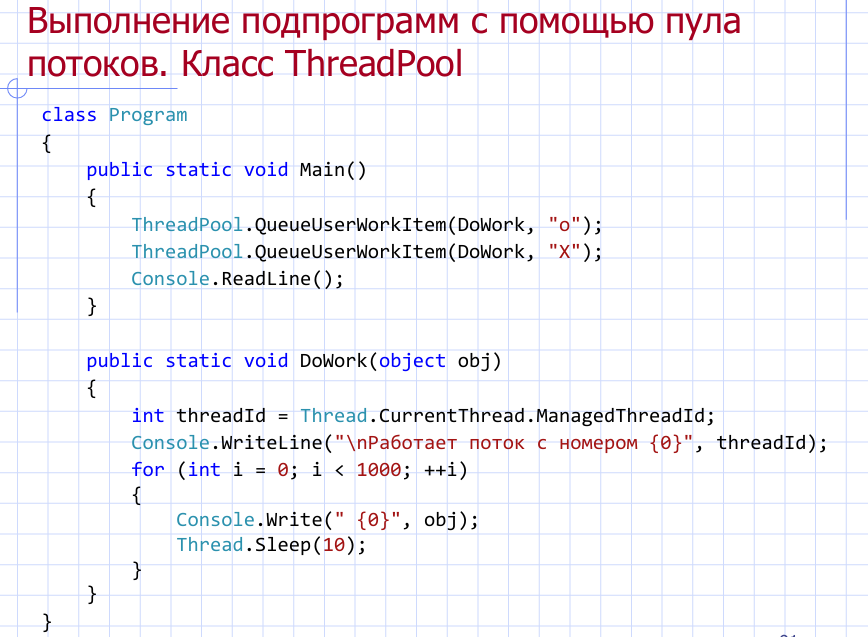 Выполнение подпрограмм с помощью пула
потоков. Класс ThreadPool
class Program
{
    public static void Main()
    {
        ThreadPool.QueueUserWorkItem(DoWork, "o");
        ThreadPool.QueueUserWorkItem(DoWork, "X");
        Console.ReadLine();
    }
    public static void DoWork(object obj)
    {
        int threadId = Thread.CurrentThread.ManagedThreadId;
        Console.WriteLine("\nРаботает поток с номером {0}", threadId);
        for (int i = 0; i < 1000; ++i)
        {
            Console.Write(" {0}", obj);
            Thread.Sleep(10);
        }
    }
}